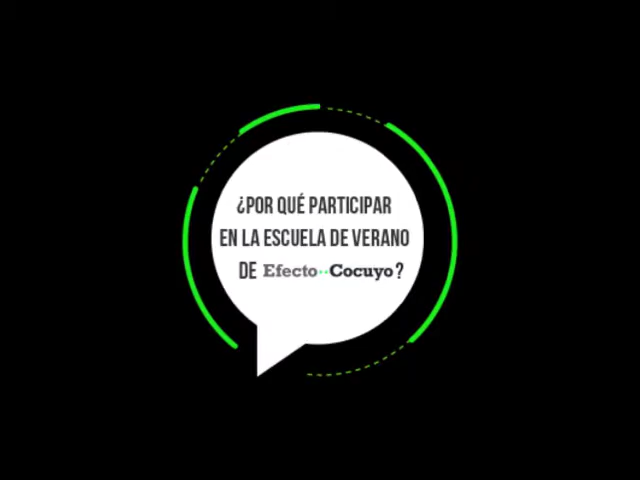 ¿POR QUÉ PARTICIPAR
EN LA ESCUELA DE VERANO
DE Efecto··Cocuyo?